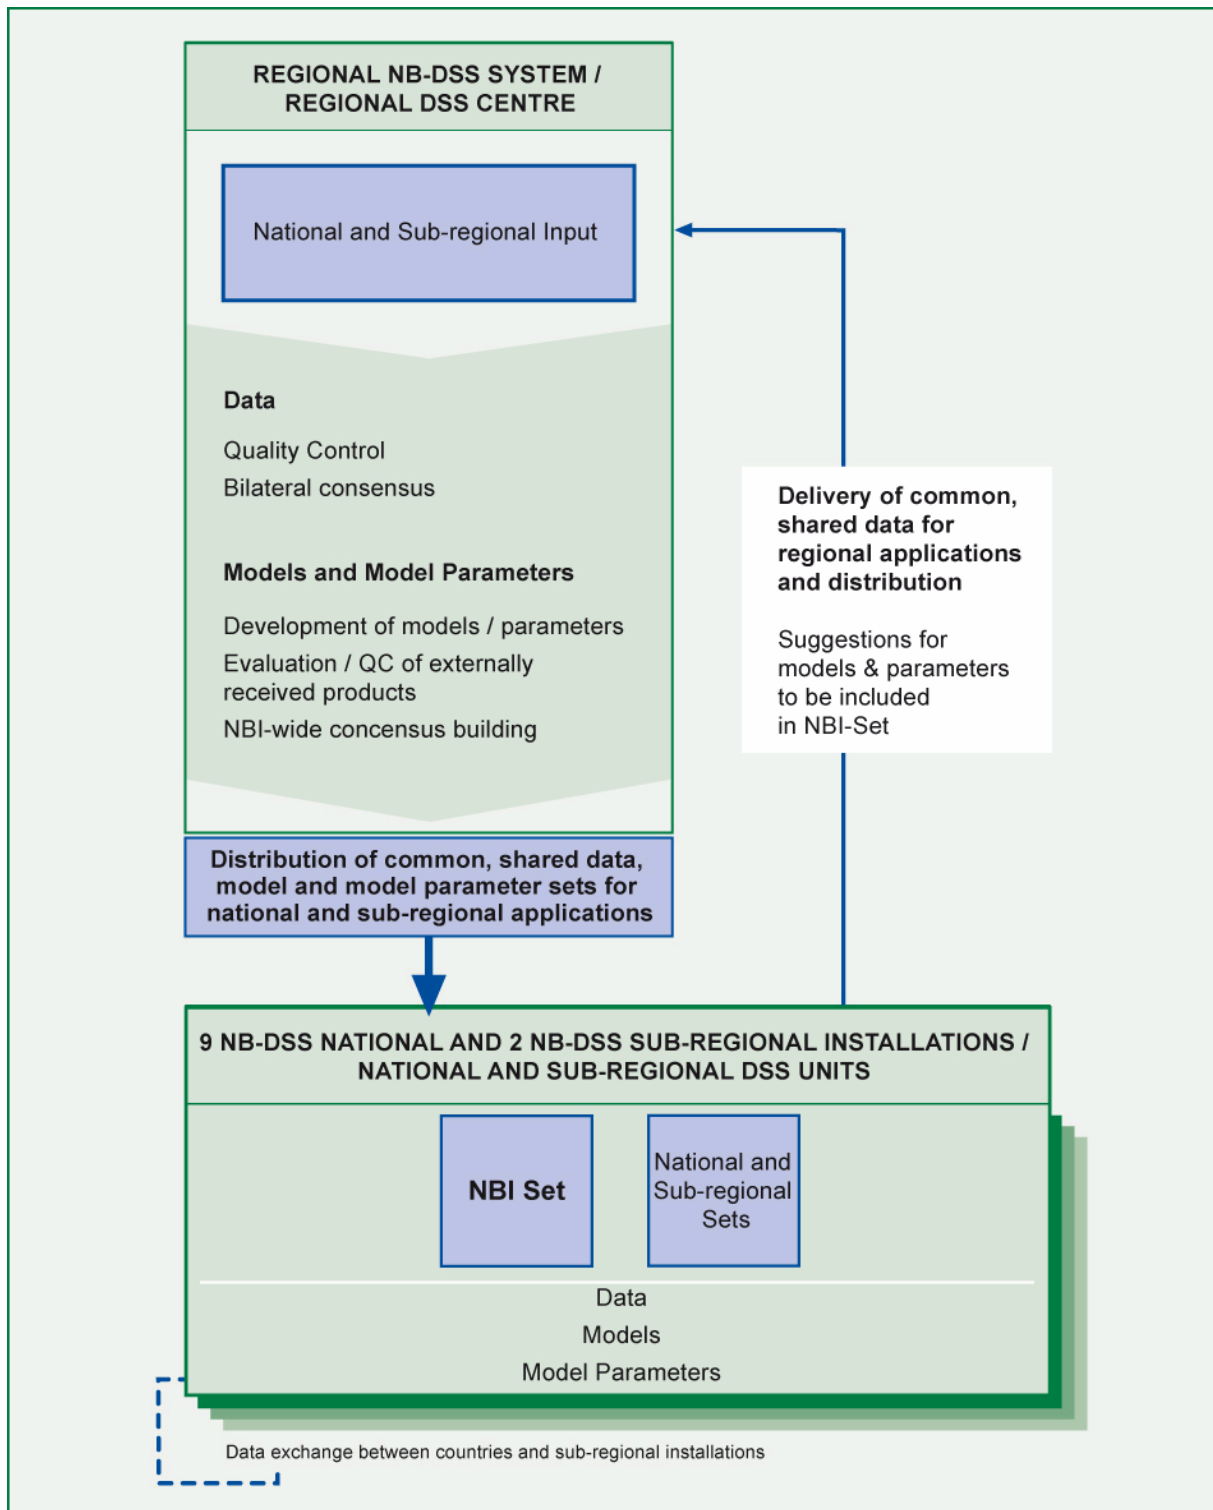 REGIONAL NB-DSS SYSTEM /
REGIONAL DSS CENTRE
National and Sub-regional Input
Data
Quality Control
Bilateral consensus
Models and Model Parameters
Development of models / parameters
Evaluation / QC of externally
received products
NBI-wide concensus building
Delivery of common,
shared data for
regional applications
and distribution
Suggestions for
models & parameters
to be included
in NBI-Set
Distribution of common, shared data,
model and model parameter sets for
national and sub-regional applications
9 NB-DSS NATIONAL AND 2 NB-DSS SUB-REGIONAL INSTALLATIONS /
NATIONAL AND SUB-REGIONAL DSS UNITS
NBI Set
National and
Sub-regional
Sets
Data
Models
Model Parameters
Data exchange between countries and sub-regional installations